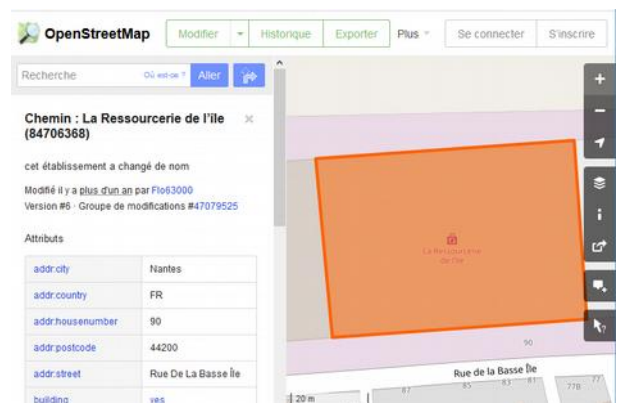 OpenStreetMap Modifier Historique Exporter Plus Se connecter S'inscrire
Recherche Où est-ce ? Aller
Chemin : La Ressourcerie de l'île
(84706368)
cet établissement a changé de nom
Modifié il y a plus d'un an par Flo63000
Version #6 · Groupe de modifications #47079525
Attributs
addr:city Nantes
addr:country FR
addr:housenumber 90
addr:postcode 44200
addr:street Rue De La Basse Île
building yes
La Ressourcerie
de l'île
90
Rue de la Basse Île
87 85 83 81 77B 77
20 m